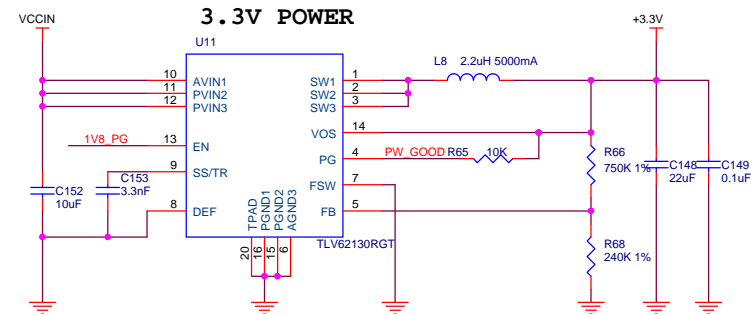 3.3V POWER
VCCIN
+3.3V
U11
L8 2.2uH 5000mA
10 AVIN1
11 PVIN2
12 PVIN3
SW1 1
SW2 2
SW3 3
1V8_PG
13 EN
VOS 14
PG 4
PW_GOOD
R65 10K
9 SS/TR
C153
3.3nF
FSW 7
R66
750K 1%
C152
10uF
C148
22uF
C149
0.1uF
8 DEF
FB 5
TPAD
PGND1
PGND2
AGND3
20
16
15
6
TLV62130RGT
R68
240K 1%